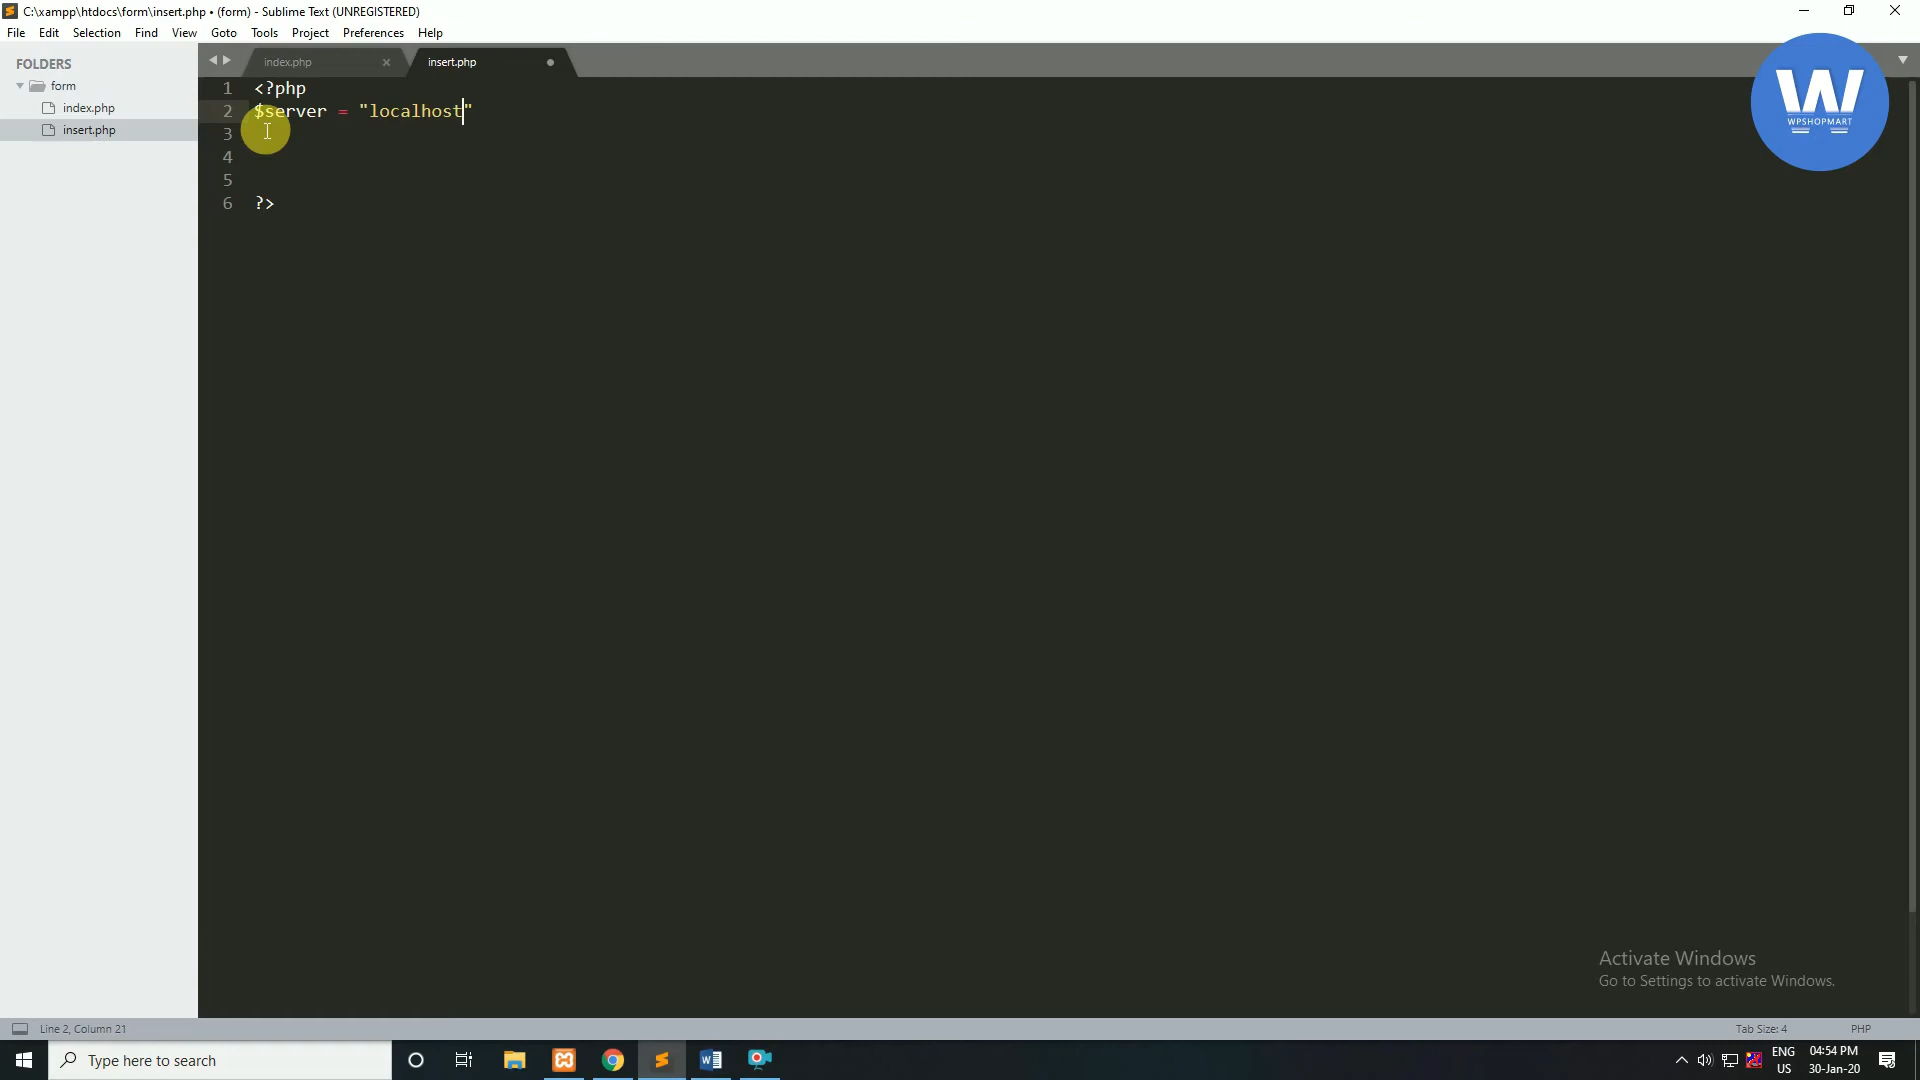 C:\xampp\htdocs\form\insert.php • (form) - Sublime Text (UNREGISTERED)
File Edit Selection Find View Goto Tools Project Preferences Help
FOLDERS
form
index.php
insert.php
index.php
insert.php
1 <?php
2 $server = "localhost"
3
4
5
6 ?>
W
WPSHOPMART
Activate Windows
Go to Settings to activate Windows.
Line 2, Column 21
Tab Size: 4
PHP
Type here to search
ENG
US
04:54 PM
30-Jan-20